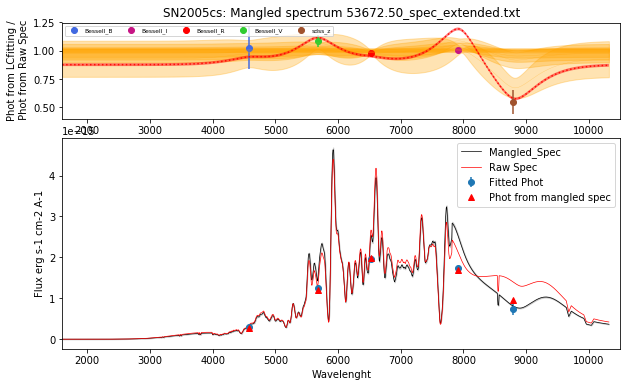 SN2005cs: Mangled spectrum 53672.50_spec_extended.txt
Phot from LCfitting /
Phot from Raw Spec
1.25
1.00
0.75
0.50
Bessell_B
Bessell_I
Bessell_R
Bessell_V
sdss_z
2000 3000 4000 5000 6000 7000 8000 9000 10000
1e-15
Flux erg s-1 cm-2 A-1
4
3
2
1
0
Mangled_Spec
Raw Spec
Fitted Phot
Phot from mangled spec
2000 3000 4000 5000 6000 7000 8000 9000 10000
Wavelenght